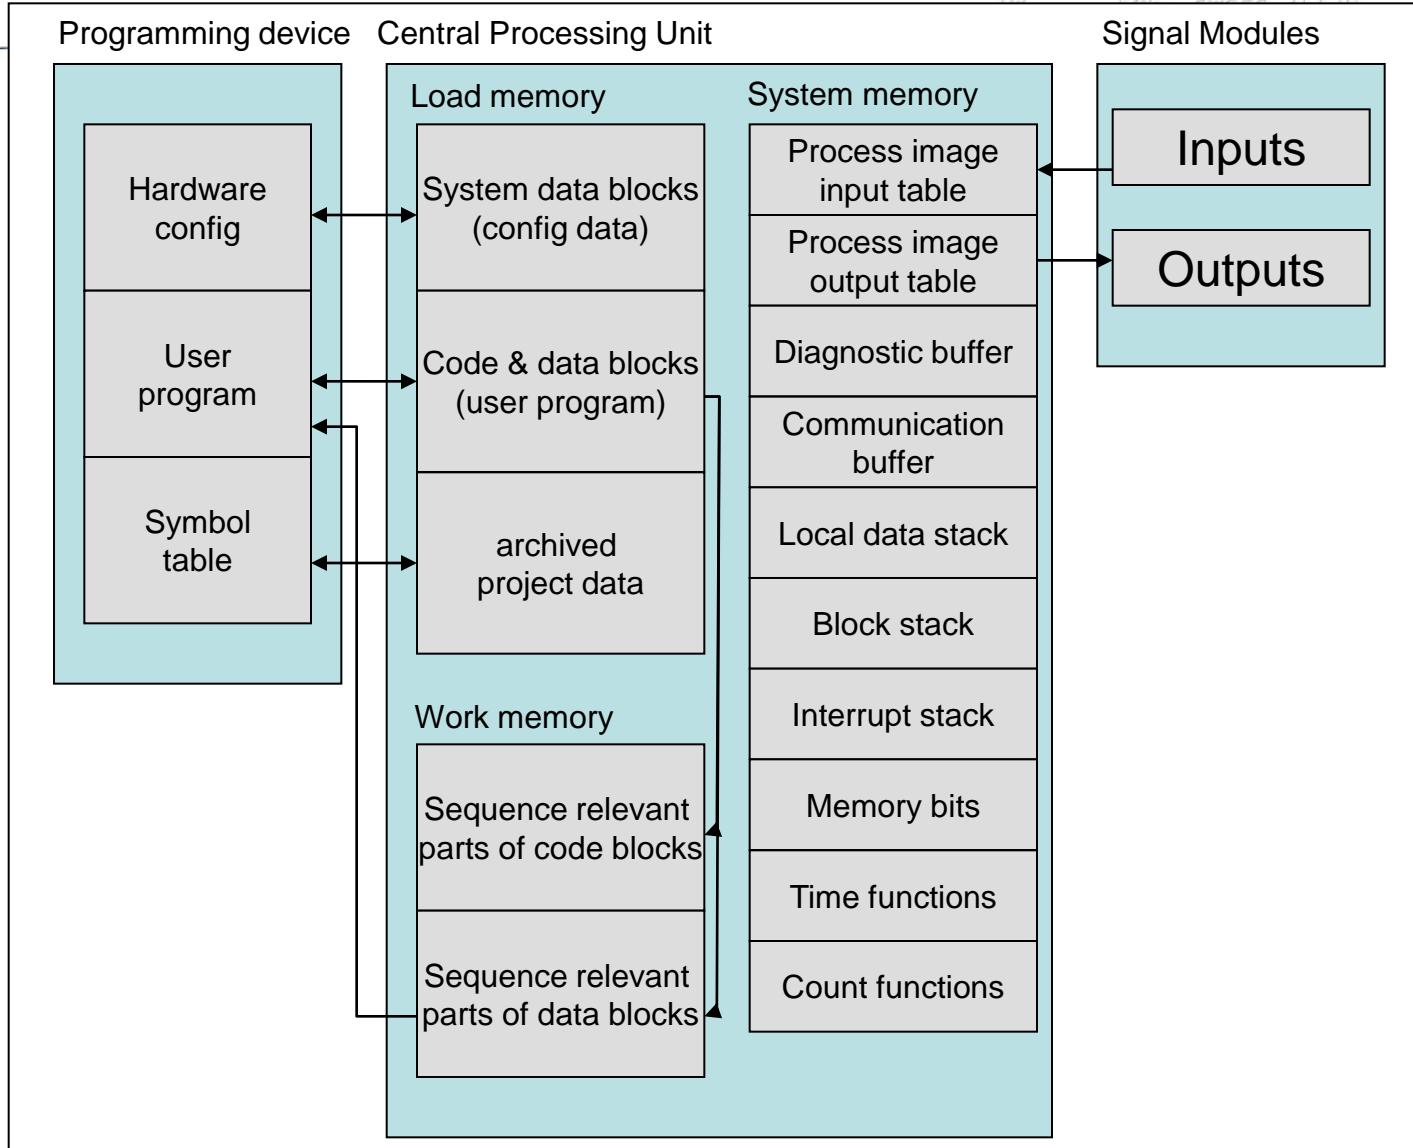 Programming device
Central Processing Unit
Signal Modules
Hardware
config
User
program
Symbol
table
Load memory
System data blocks
(config data)
Code & data blocks
(user program)
archived
project data
Work memory
Sequence relevant
parts of code blocks
Sequence relevant
parts of data blocks
System memory
Process image
input table
Process image
output table
Diagnostic buffer
Communication
buffer
Local data stack
Block stack
Interrupt stack
Memory bits
Time functions
Count functions
Inputs
Outputs